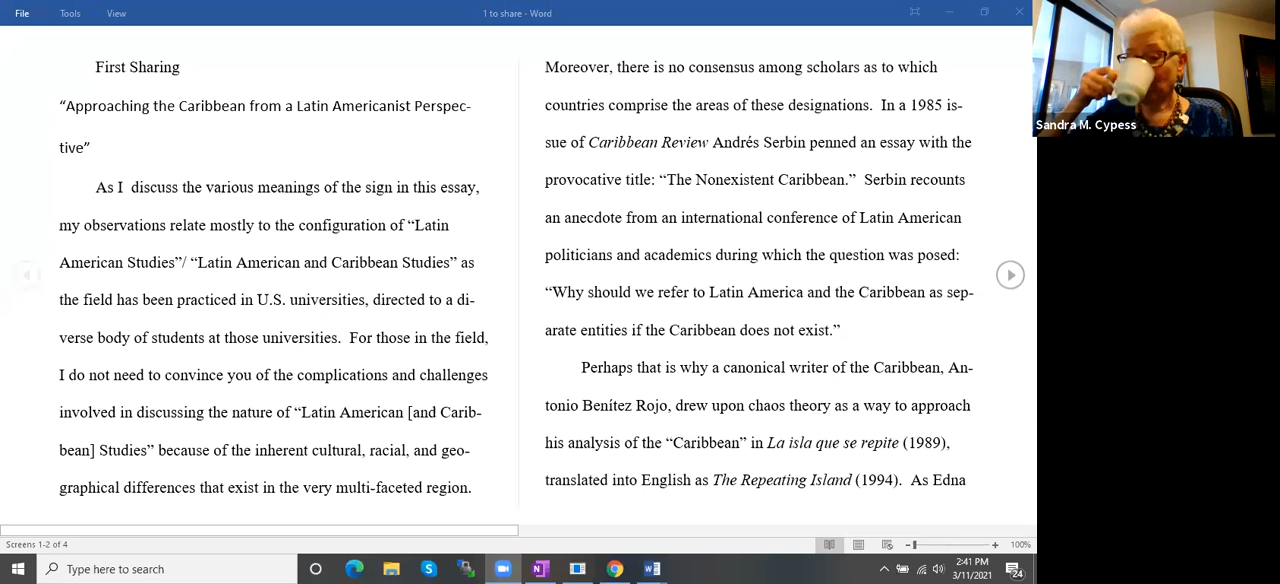 File
Tools
View
1 to share - Word
First Sharing
“Approaching the Caribbean from a Latin Americanist Perspec-
tive”
As I discuss the various meanings of the sign in this essay,
my observations relate mostly to the configuration of “Latin
American Studies”/ “Latin American and Caribbean Studies” as
the field has been practiced in U.S. universities, directed to a di-
verse body of students at those universities. For those in the field,
I do not need to convince you of the complications and challenges
involved in discussing the nature of “Latin American [and Carib-
bean] Studies” because of the inherent cultural, racial, and geo-
graphical differences that exist in the very multi-faceted region.
Moreover, there is no consensus among scholars as to which
countries comprise the areas of these designations. In a 1985 is-
sue of Caribbean Review Andrés Serbin penned an essay with the
provocative title: “The Nonexistent Caribbean.” Serbin recounts
an anecdote from an international conference of Latin American
politicians and academics during which the question was posed:
“Why should we refer to Latin America and the Caribbean as sep-
arate entities if the Caribbean does not exist.”
Perhaps that is why a canonical writer of the Caribbean, An-
tonio Benítez Rojo, drew upon chaos theory as a way to approach
his analysis of the “Caribbean” in La isla que se repite (1989),
translated into English as The Repeating Island (1994). As Edna
Sandra M. Cypess
Screens 1-2 of 4
100%
Type here to search
2:41 PM
3/11/2021
24